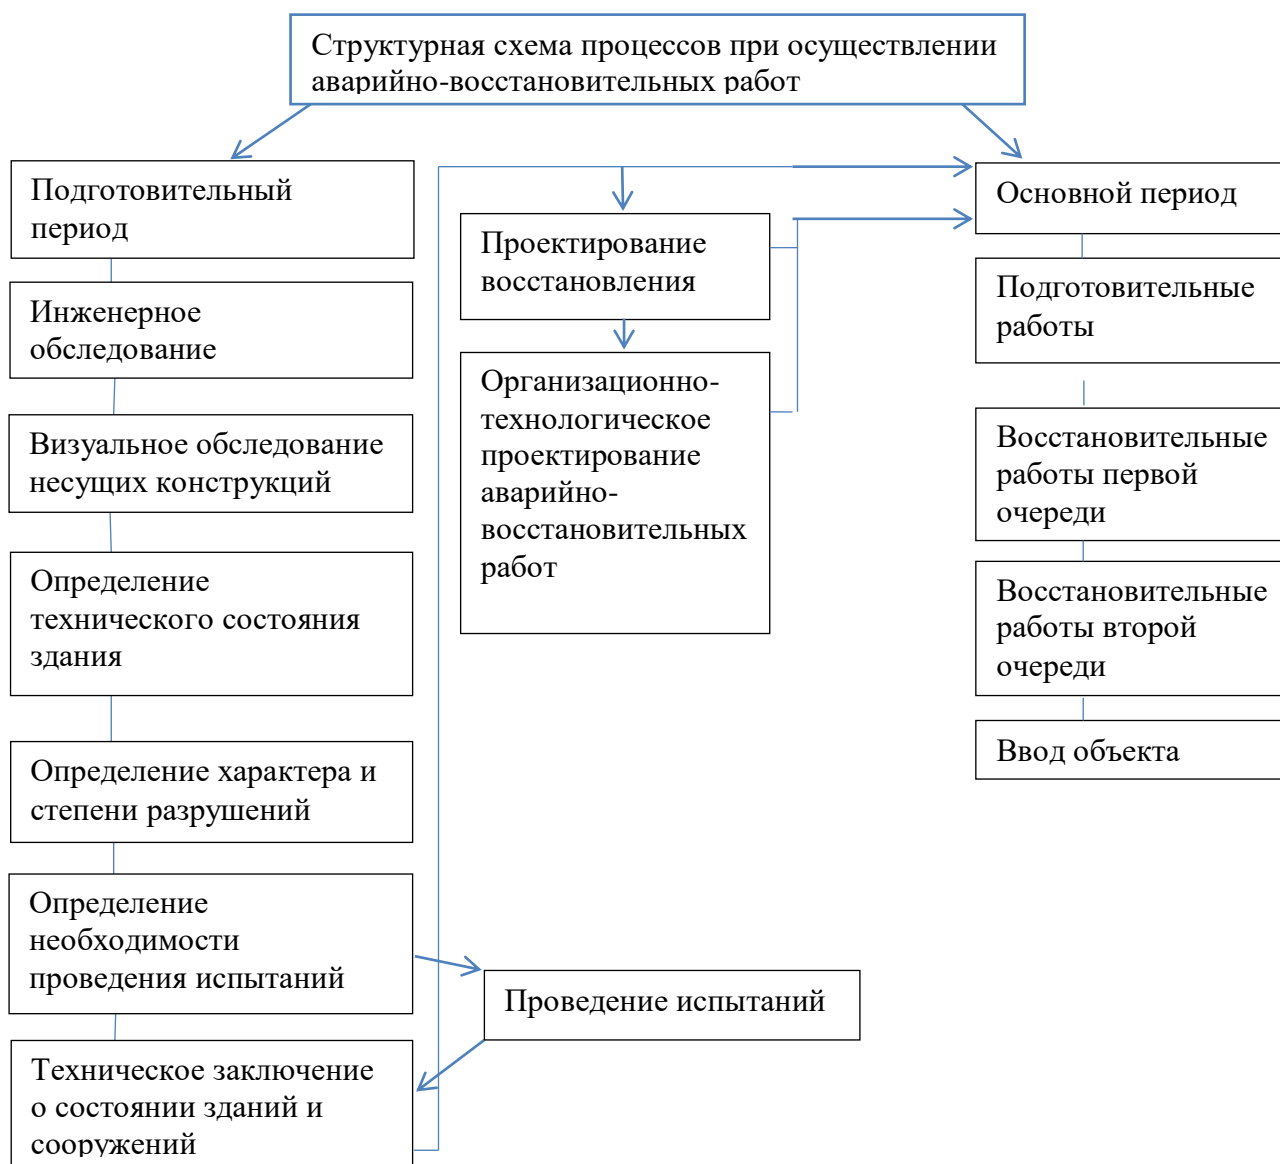 Структурная схема процессов при осуществлении
аварийно-восстановительных работ
Подготовительный
период
Инженерное
обследование
Визуальное обследование
несущих конструкций
Определение
технического состояния
здания
Определение характера и
степени разрушений
Определение
необходимости
проведения испытаний
Техническое заключение
о состоянии зданий и
сооружений
Проектирование
восстановления
Организационно-
технологическое
проектирование
аварийно-
восстановительных
работ
Проведение испытаний
Основной период
Подготовительные
работы
Восстановительные
работы первой
очереди
Восстановительные
работы второй
очереди
Ввод объекта